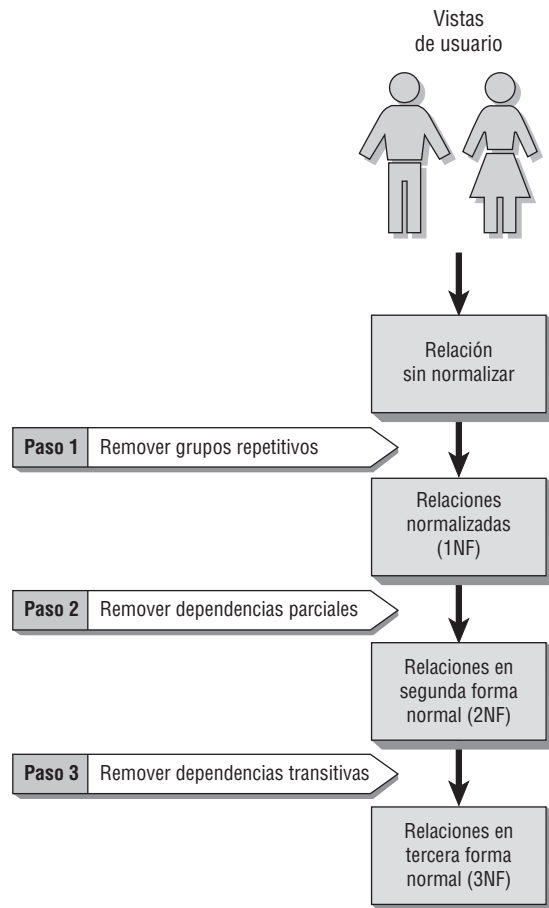 Vistas
de usuario
Relación
sin normalizar
Paso 1 Remover grupos repetitivos
Relaciones
normalizadas
(1NF)
Paso 2 Remover dependencias parciales
Relaciones en
segunda forma
normal (2NF)
Paso 3 Remover dependencias transitivas
Relaciones en
tercera forma
normal (3NF)